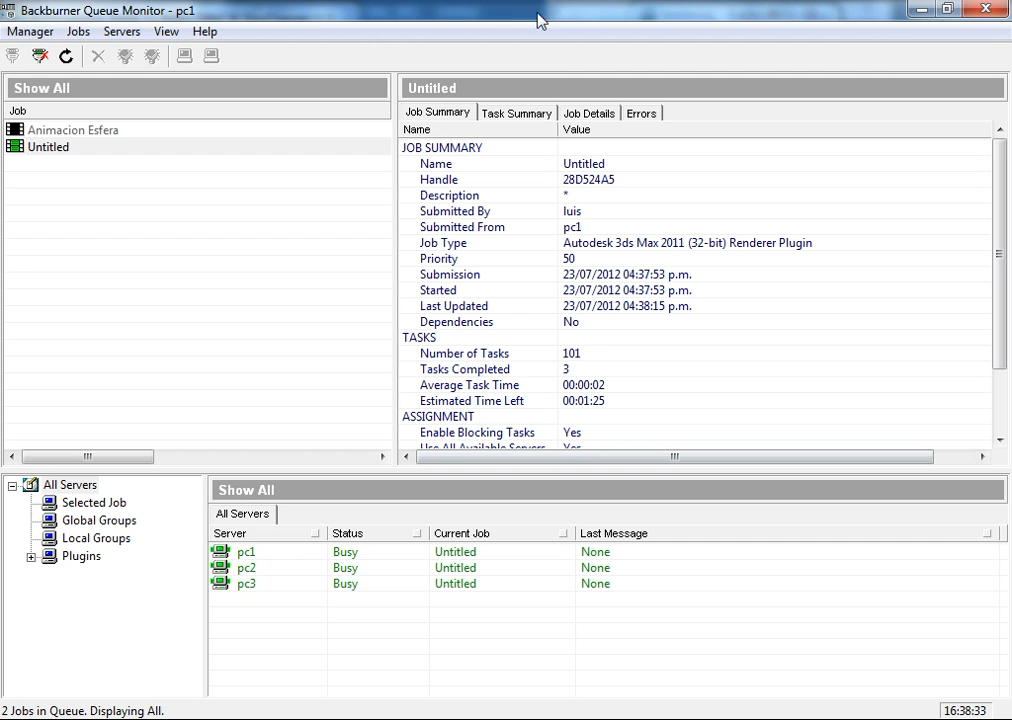 Backburner Queue Monitor - pc1
Manager Jobs Servers View Help
Show All
Job
Animacion Esfera
Untitled
Untitled
Job Summary Task Summary Job Details Errors
Name Value
JOB SUMMARY
Name Untitled
Handle 28D524A5
Description *
Submitted By luis
Submitted From pc1
Job Type Autodesk 3ds Max 2011 (32-bit) Renderer Plugin
Priority 50
Submission 23/07/2012 04:37:53 p.m.
Started 23/07/2012 04:37:53 p.m.
Last Updated 23/07/2012 04:38:15 p.m.
Dependencies No
TASKS
Number of Tasks 101
Tasks Completed 3
Average Task Time 00:00:02
Estimated Time Left 00:01:25
ASSIGNMENT
Enable Blocking Tasks Yes
Use All Available Servers Yes
All Servers
Selected Job
Global Groups
Local Groups
Plugins
Show All
All Servers
Server Status Current Job Last Message
pc1 Busy Untitled None
pc2 Busy Untitled None
pc3 Busy Untitled None
2 Jobs in Queue. Displaying All.
16:38:33